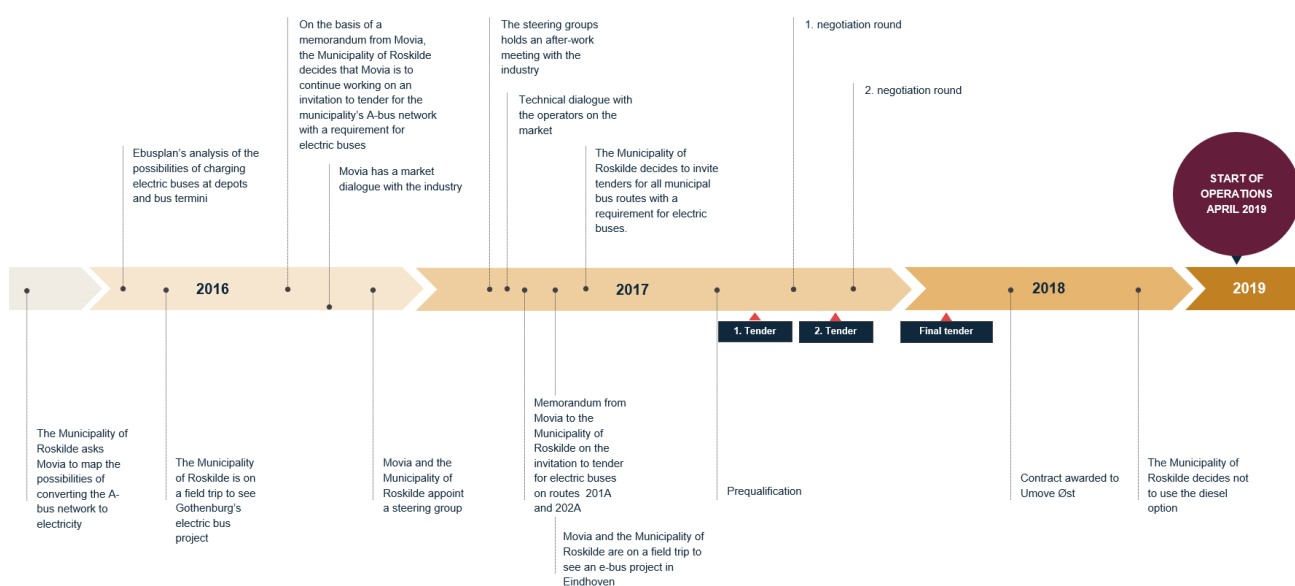 On the basis of a
memorandum from Movia,
the Municipality of Roskilde
decides that Movia is to
continue working on an
invitation to tender for the
municipality's A-bus network
with a requirement for
electric buses
The steering groups
holds an after-work
meeting with the
industry
1. negotiation round
2. negotiation round
Technical dialogue with
the operators on the
market
Ebusplan's analysis of the
possibilities of charging
electric buses at depots
and bus termini
Movia has a market
dialogue with the industry
The Municipality of
Roskilde decides to invite
tenders for all municipal
bus routes with a
requirement for electric
buses.
START OF
OPERATIONS
APRIL 2019
2016
2017
2018
2019
1. Tender
2. Tender
Final tender
The Municipality of
Roskilde asks
Movia to map the
possibilities of
converting the A-
bus network to
electricity
The Municipality
of Roskilde is on
a field trip to see
Gothenburg's
electric bus
project
Movia and the
Municipality of
Roskilde appoint
a steering group
Memorandum from
Movia to the
Municipality of
Roskilde on the
invitation to tender
for electric buses
on routes 201A
and 202A
Movia and the Municipality of
Roskilde are on a field trip to
see an e-bus project in
Eindhoven
Prequalification
Contract awarded to
Umove Øst
The Municipality of
Roskilde decides not
to use the diesel
option